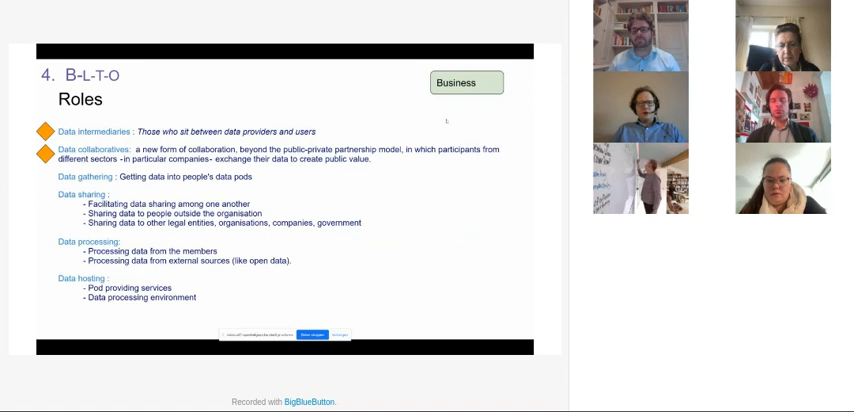 4. B-L-T-O
Roles
Business
Data intermediaries : Those who sit between data providers and users
Data collaboratives: a new form of collaboration, beyond the public-private partnership model, in which participants from
different sectors - in particular companies - exchange their data to create public value.
Data gathering : Getting data into people's data pods
Data sharing :
- Facilitating data sharing among one another
- Sharing data to people outside the organisation
- Sharing data to other legal entities, organisations, companies, government
Data processing:
- Processing data from the members
- Processing data from external sources (like open data).
Data hosting :
- Pod providing services
- Data processing environment
Recorded with BigBlueButton.